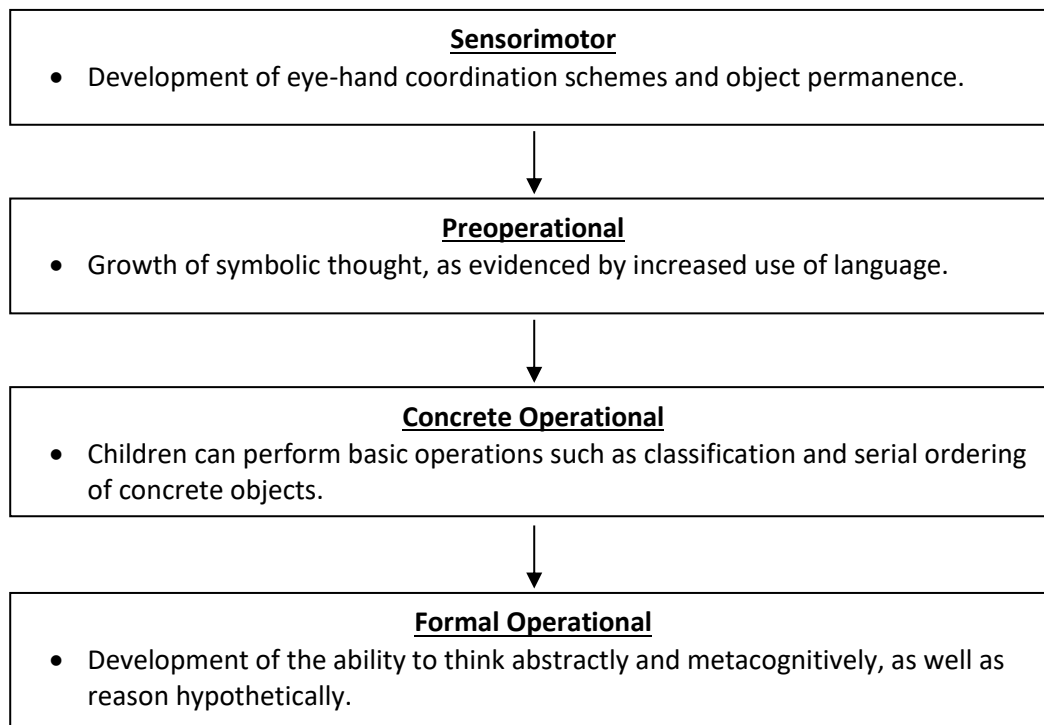 Sensorimotor
• Development of eye-hand coordination schemes and object permanence.
Preoperational
• Growth of symbolic thought, as evidenced by increased use of language.
Concrete Operational
• Children can perform basic operations such as classification and serial ordering
of concrete objects.
Formal Operational
• Development of the ability to think abstractly and metacognitively, as well as
reason hypothetically.